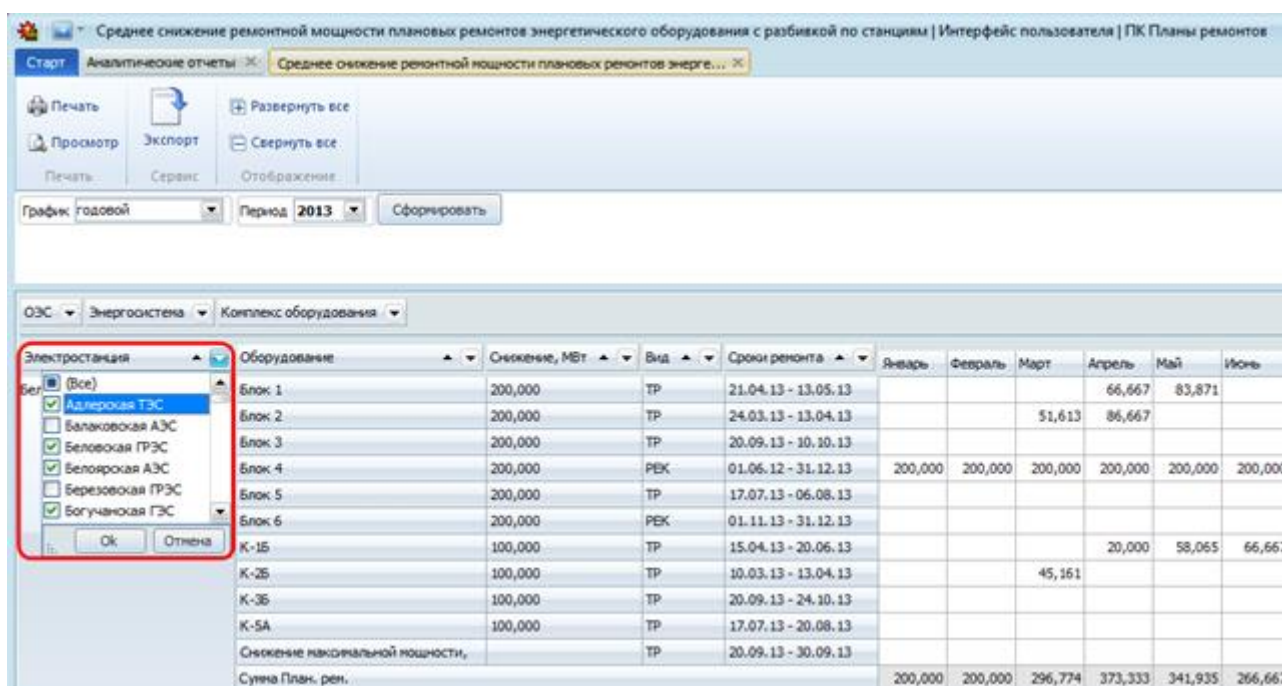 Среднее снижение ремонтной мощности плановых ремонтов энергетического оборудования с разбивкой по станциям | Интерфейс пользователя | ПК Планы ремонтов
Старт Аналитические отчеты Среднее снижение ремонтной мощности плановых ремонтов энерге...
Печать Развернуть все
Просмотр Экспорт Свернуть все
Печать Сервис Отображение
График годовой Период 2013 Сформировать
ОЭС Энергосистема Комплекс оборудования
Электростанция Оборудование Снижение, МВт Вид Сроки ремонта Январь Февраль Март Апрель Май Июнь
Бел (Все) Блок 1 200,000 ТР 21.04.13 - 13.05.13 66,667 83,871
Адлерская ТЭС Блок 2 200,000 ТР 24.03.13 - 13.04.13 51,613 86,667
Балаковская АЭС
Беловская ГРЭС Блок 3 200,000 ТР 20.09.13 - 10.10.13
Белоярская АЭС Блок 4 200,000 РЕК 01.06.12 - 31.12.13 200,000 200,000 200,000 200,000 200,000 200,000
Березовская ГРЭС Блок 5 200,000 ТР 17.07.13 - 06.08.13
Богучанская ГЭС Блок 6 200,000 РЕК 01.11.13 - 31.12.13
Ok Отмена К-1Б 100,000 ТР 15.04.13 - 20.06.13 20,000 58,065 66,66
К-2Б 100,000 ТР 10.03.13 - 13.04.13 45,161
К-3Б 100,000 ТР 20.09.13 - 24.10.13
К-5А 100,000 ТР 17.07.13 - 20.08.13
Снижение максимальной мощности, ТР 20.09.13 - 30.09.13
Сумма План. рем. 200,000 200,000 296,774 373,333 341,935 266,66